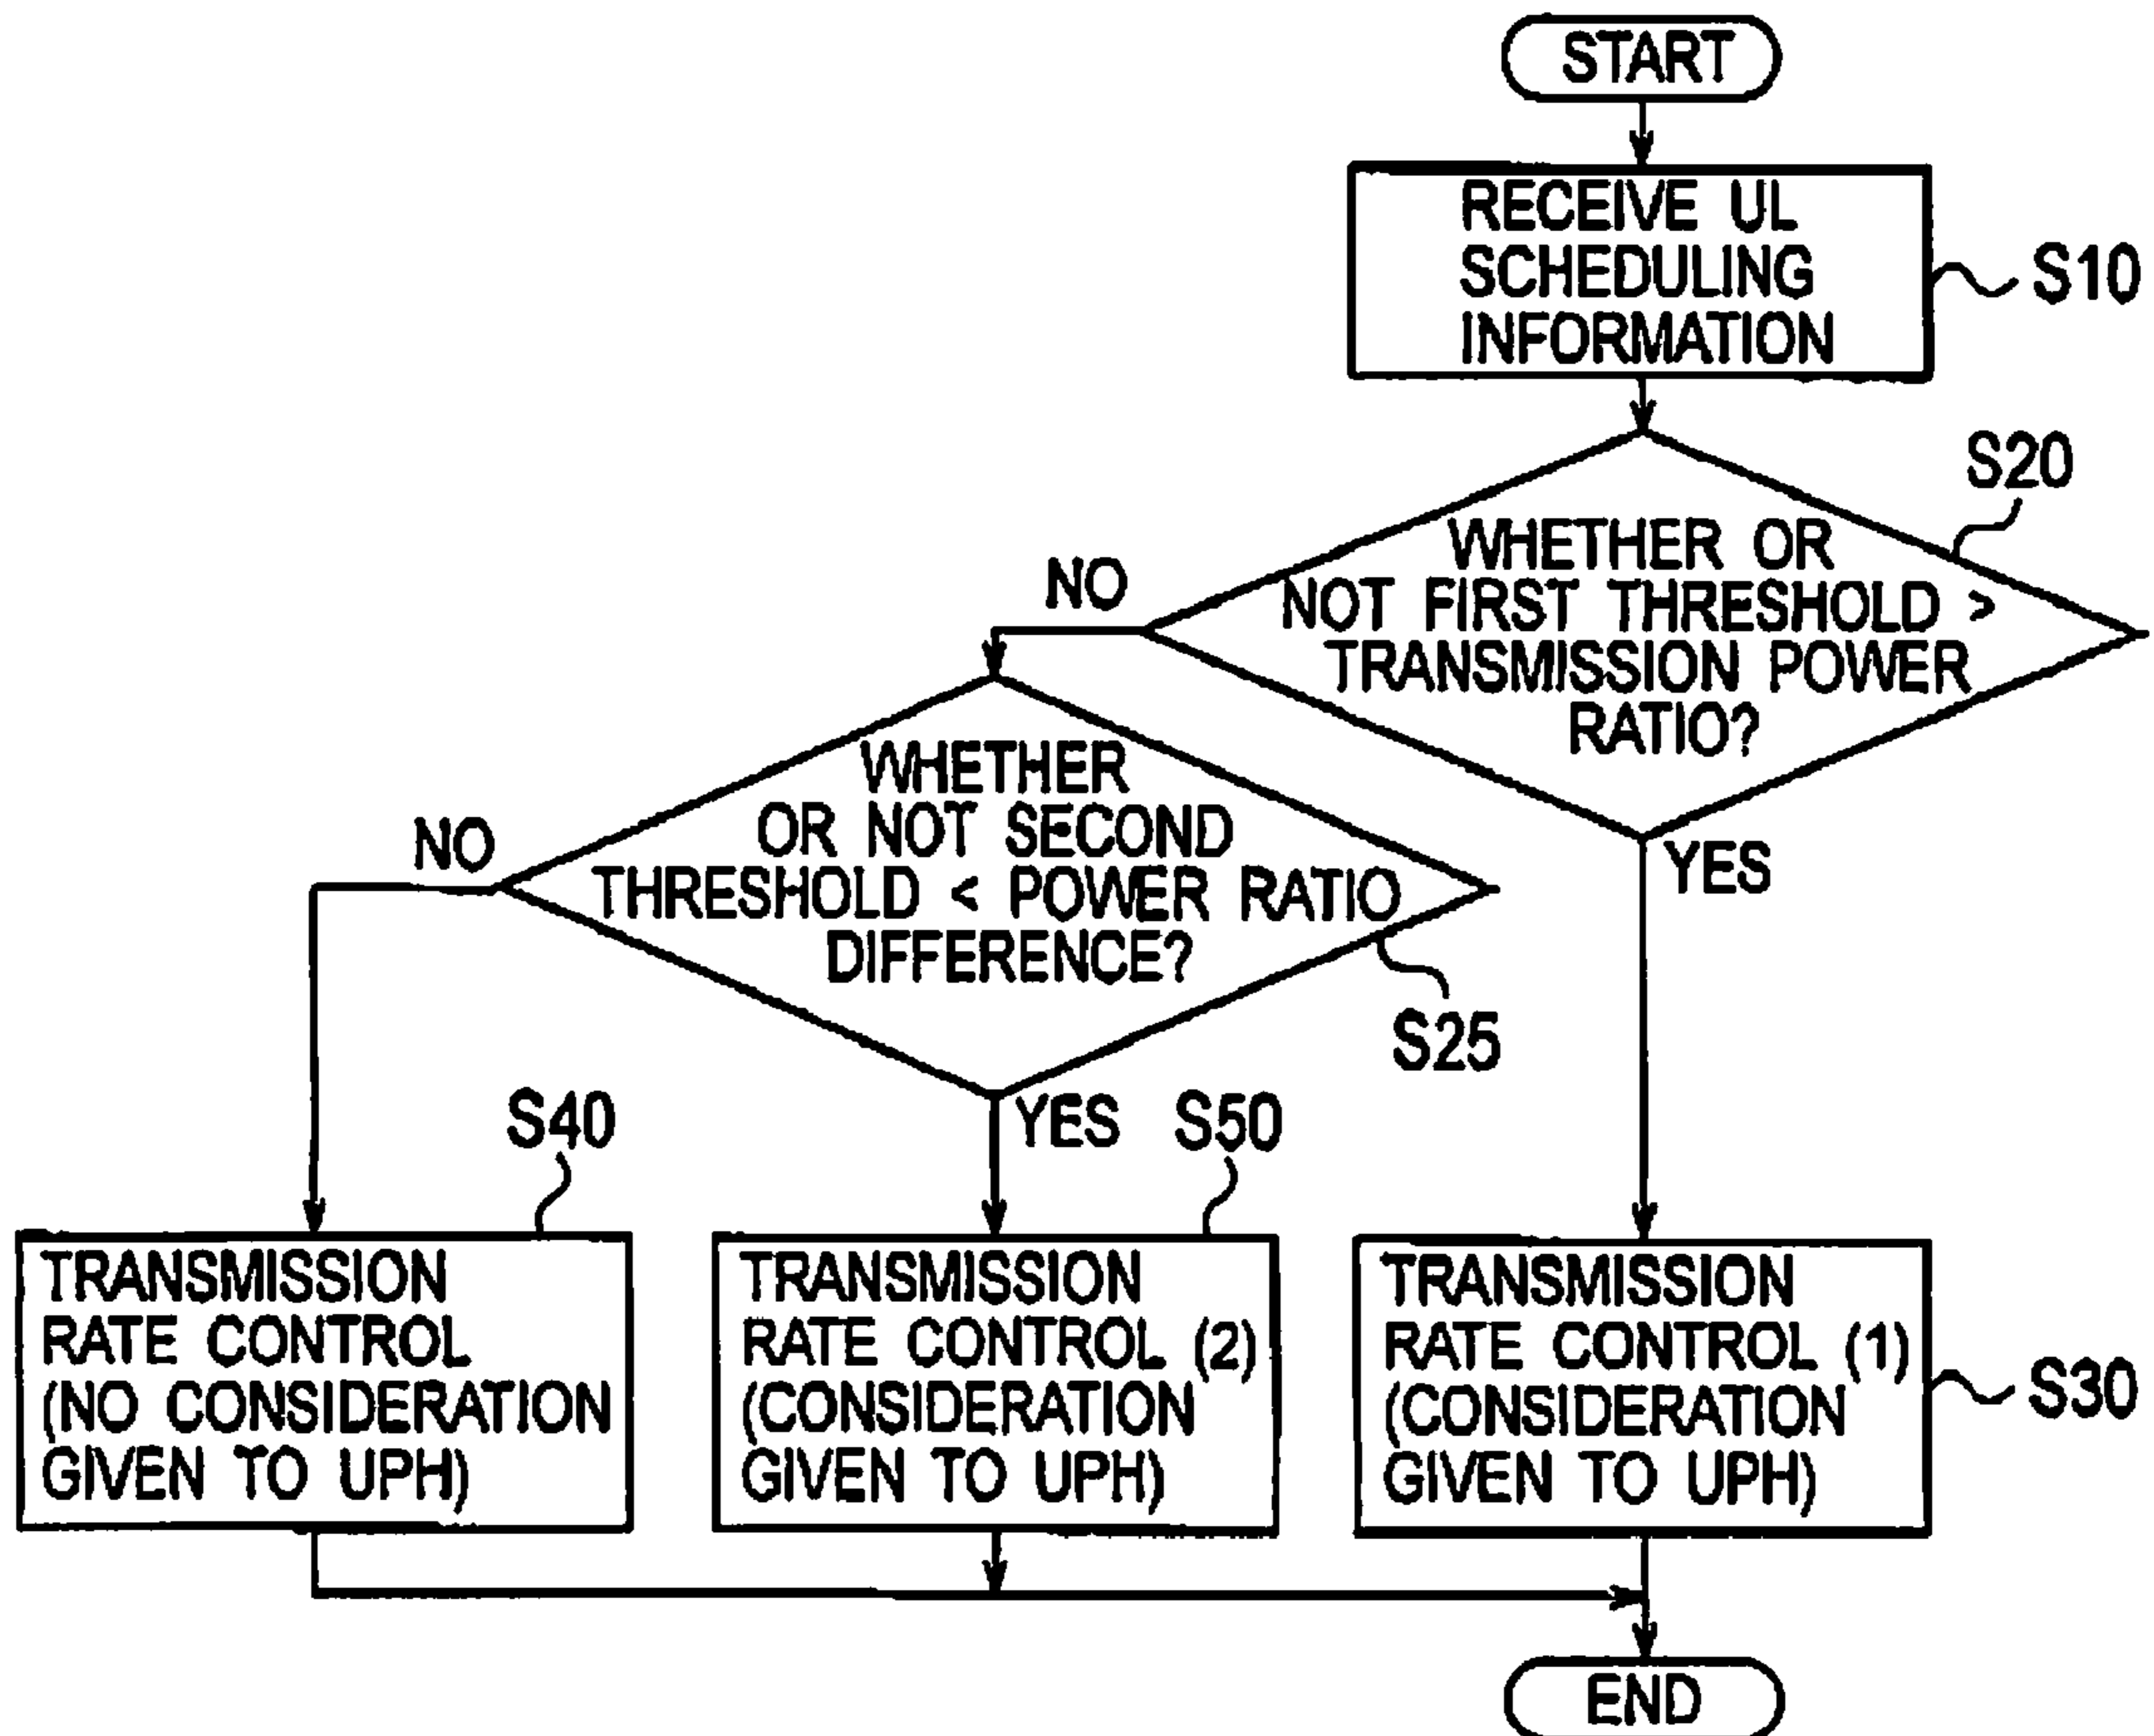 START
RECEIVE UL
SCHEDULING
INFORMATION
S10
S20
WHETHER OR
NOT FIRST THRESHOLD >
TRANSMISSION POWER
RATIO?
NO
YES
WHETHER
OR NOT SECOND
THRESHOLD < POWER RATIO
DIFFERENCE?
S25
NO
YES
S40
TRANSMISSION
RATE CONTROL
(NO CONSIDERATION
GIVEN TO UPH)
S50
TRANSMISSION
RATE CONTROL (2)
(CONSIDERATION
GIVEN TO UPH)
TRANSMISSION
RATE CONTROL (1)
(CONSIDERATION
GIVEN TO UPH)
S30
END